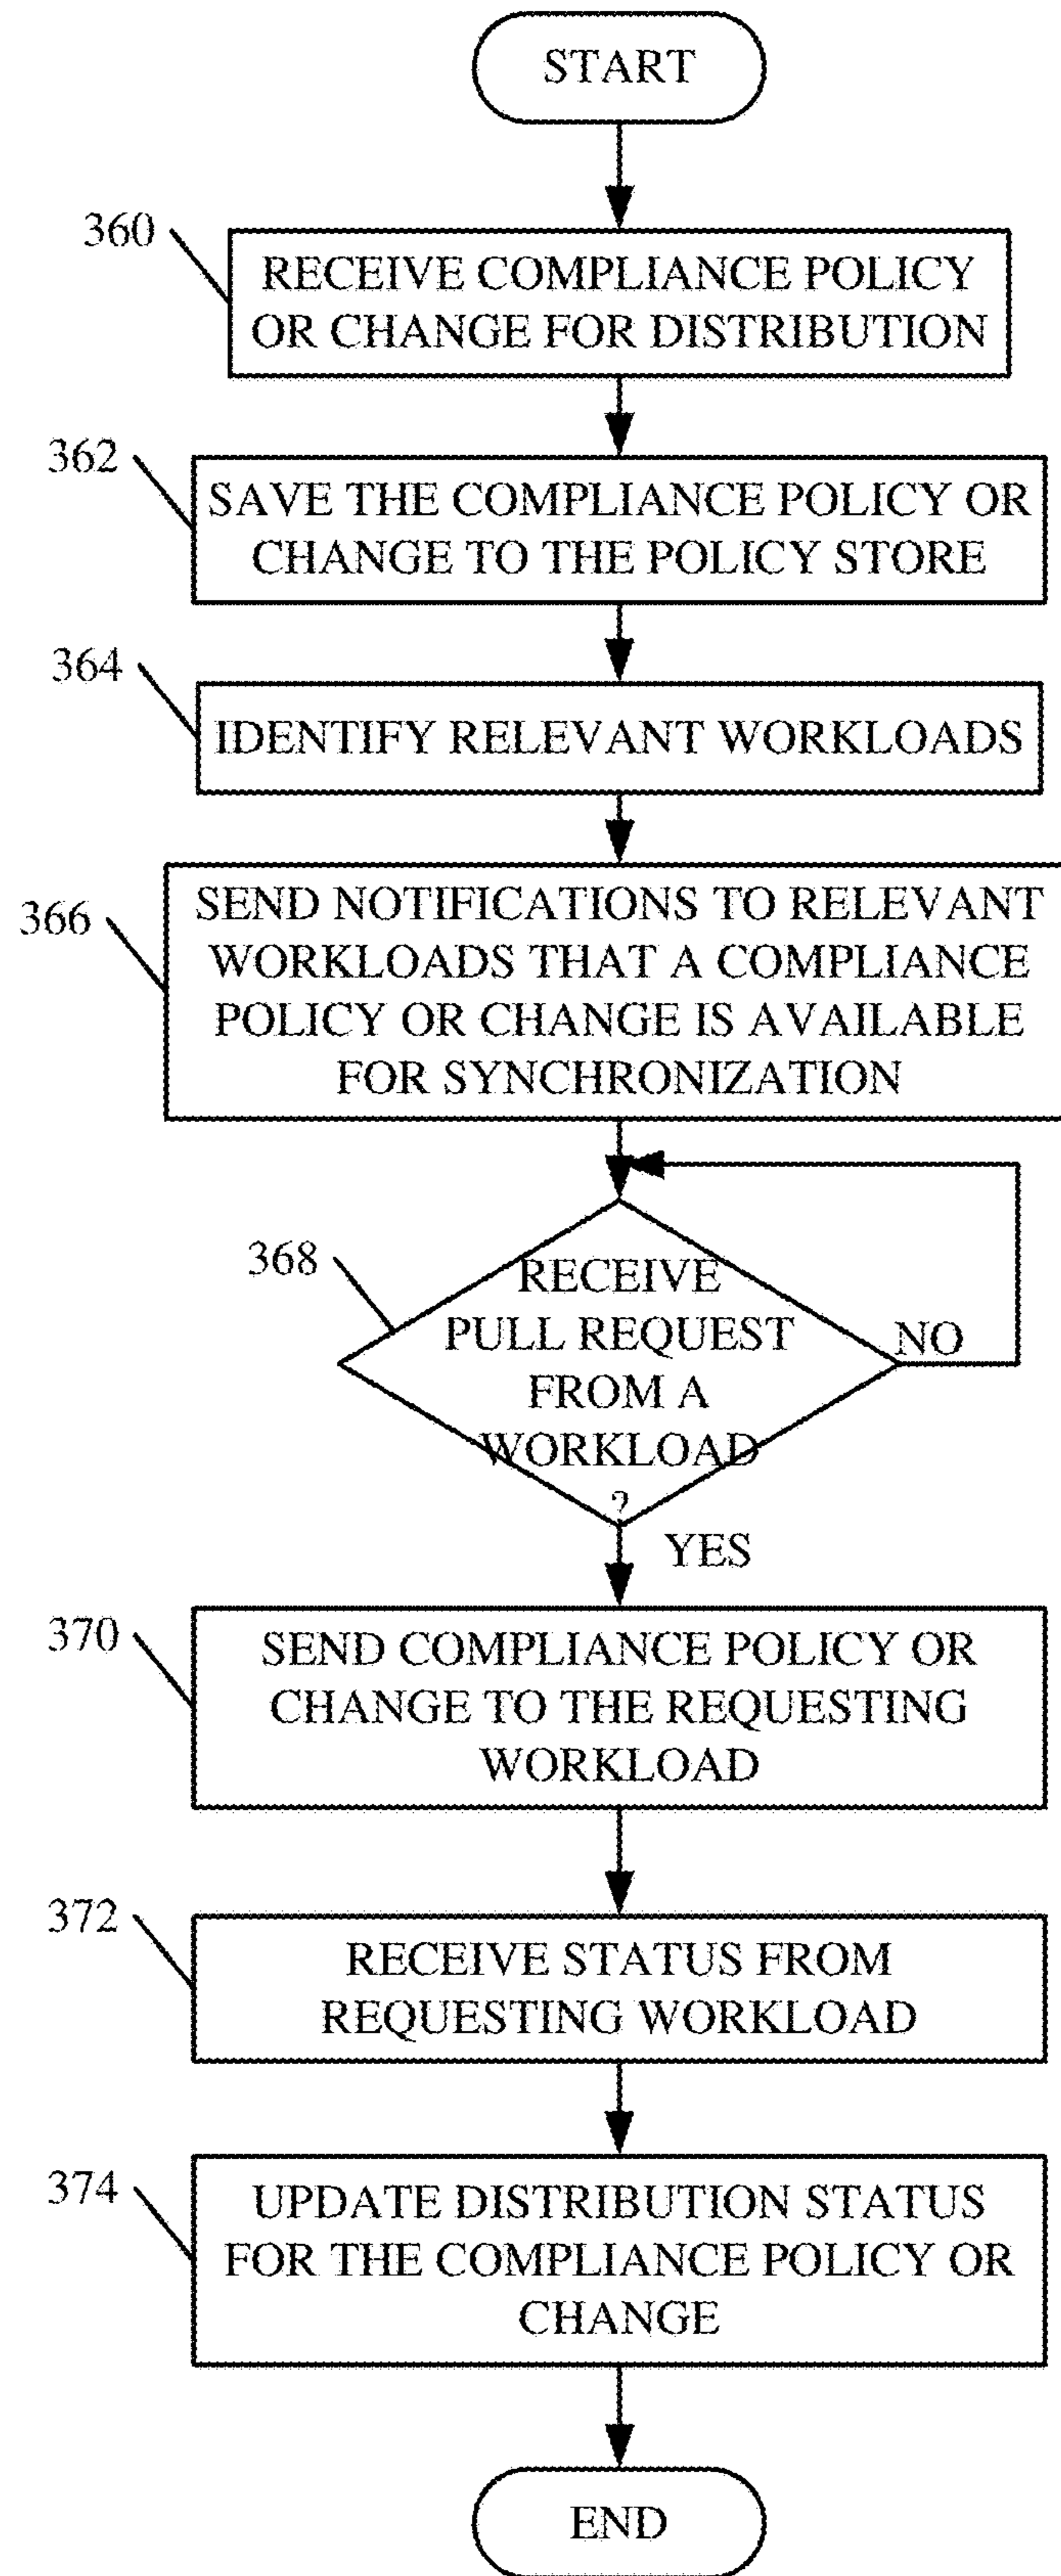 START
360
RECEIVE COMPLIANCE POLICY
OR CHANGE FOR DISTRIBUTION
362
SAVE THE COMPLIANCE POLICY OR
CHANGE TO THE POLICY STORE
364
IDENTIFY RELEVANT WORKLOADS
366
SEND NOTIFICATIONS TO RELEVANT
WORKLOADS THAT A COMPLIANCE
POLICY OR CHANGE IS AVAILABLE
FOR SYNCHRONIZATION
368
RECEIVE
PULL REQUEST
FROM A
WORKLOAD
?
NO
YES
370
SEND COMPLIANCE POLICY OR
CHANGE TO THE REQUESTING
WORKLOAD
372
RECEIVE STATUS FROM
REQUESTING WORKLOAD
374
UPDATE DISTRIBUTION STATUS
FOR THE COMPLIANCE POLICY OR
CHANGE
END